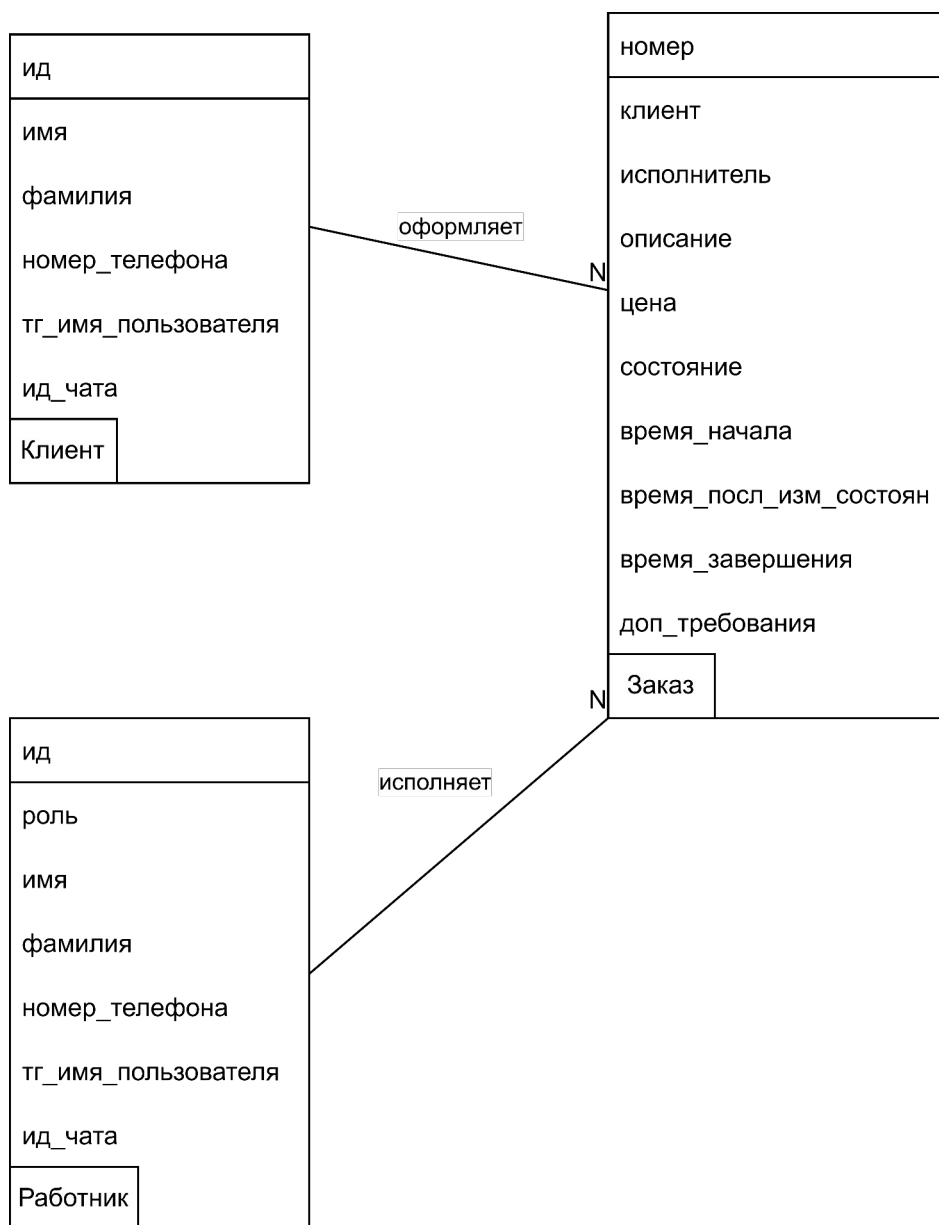 ид
имя
фамилия
номер_телефона
тг_имя_пользователя
ид_чата
Клиент
оформляет
N
номер
клиент
исполнитель
описание
цена
состояние
время_начала
время_посл_изм_состоян
время_завершения
доп_требования
Заказ
N
исполняет
ид
роль
имя
фамилия
номер_телефона
тг_имя_пользователя
ид_чата
Работник